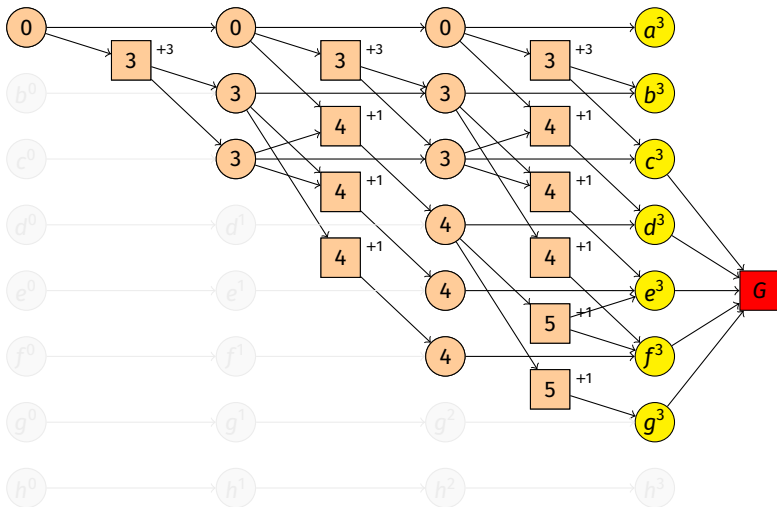 0 0 0 a³
3 +3 3 +3 3 +3
b⁰ 3 3 b³
4 +1 4 +1
c⁰ 3 3 c³
4 +1 4 +1
d⁰ d¹ 4 d³
4 +1 4 +1
e⁰ e¹ 4 e³ G
5 +1
f⁰ f¹ 4 f³
5 +1
g⁰ g¹ g² g³
h⁰ h¹ h² h³